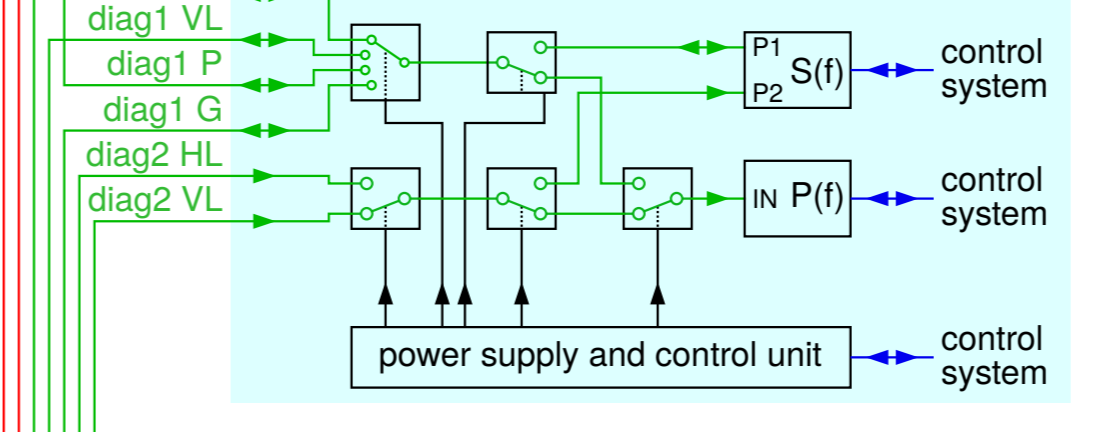 diag1 VL
diag1 P
diag1 G
diag2 HL
diag2 VL
P1
S(f)
P2
control
system
IN P(f)
control
system
power supply and control unit
control
system